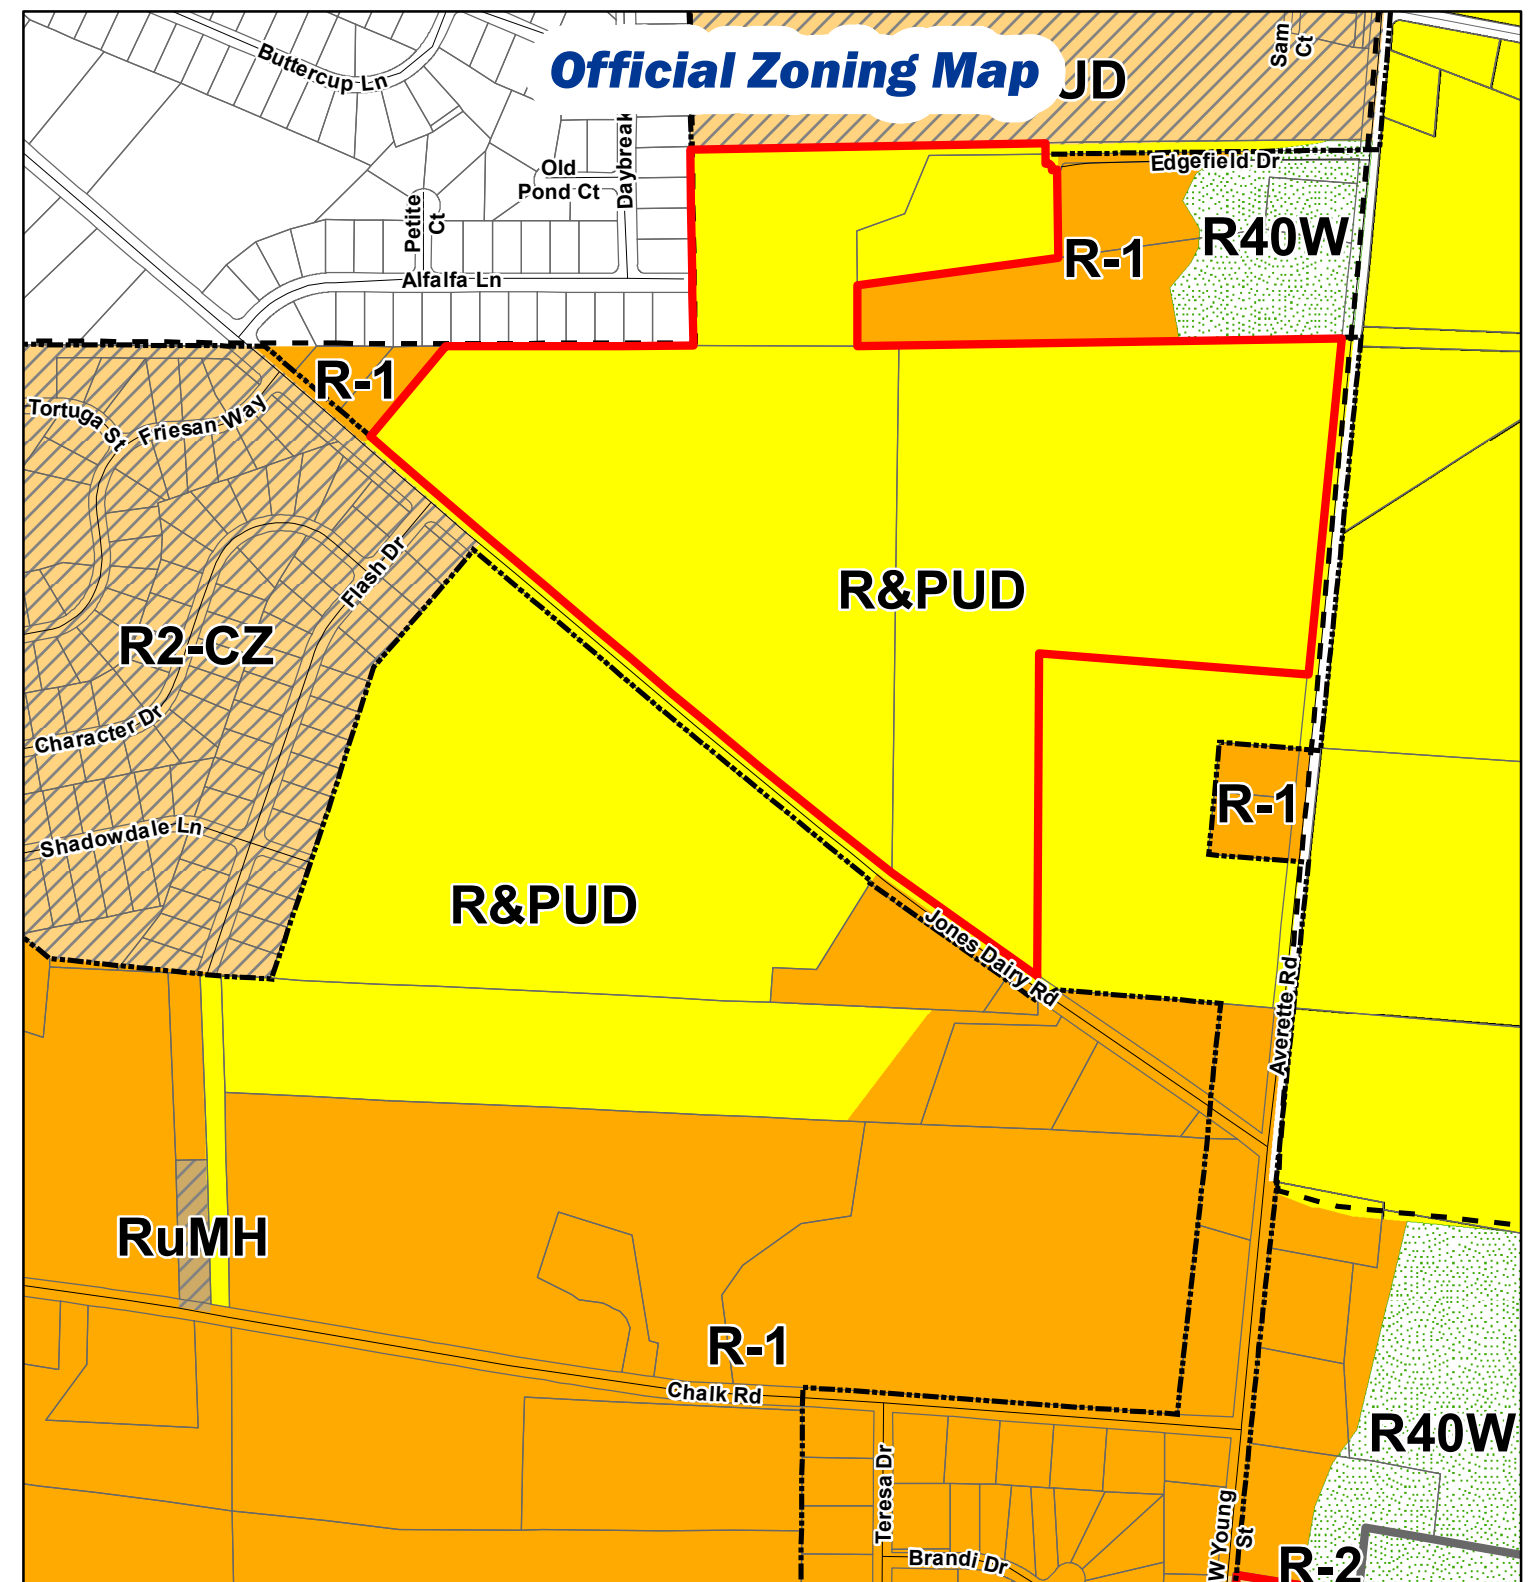 Official Zoning Map
UD
Sam
Ct
Buttercup Ln
Daybreak
Old
Pond Ct
Petite
Ct
Edgefield Dr
R40W
R-1
Alfalfa Ln
R-1
Tortuga St
Friesan Way
Flash Dr
R&PUD
R2-CZ
Character Dr
R-1
Shadowdale Ln
R&PUD
Jones Dairy Rd
Averette Rd
RuMH
R-1
Chalk Rd
R40W
Teresa Dr
W Young
St
Brandi Dr
R-2